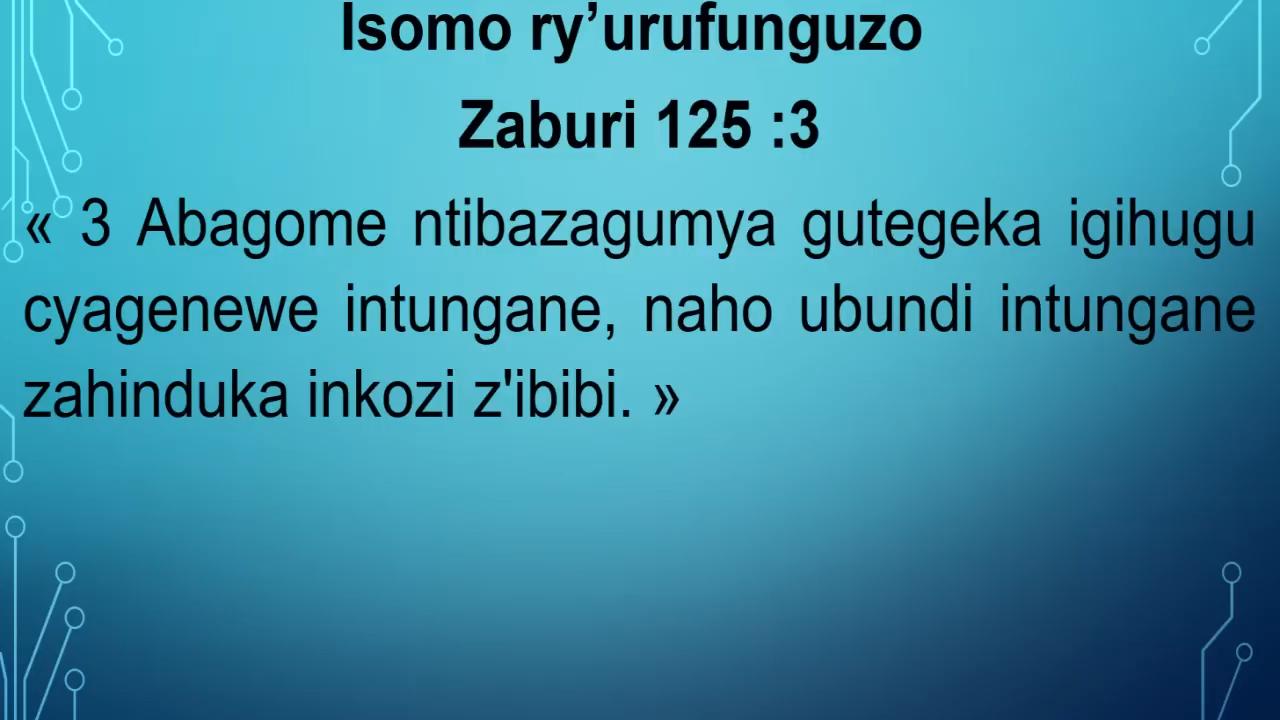 Isomo ry’urufunguzo
Zaburi 125 :3
« 3 Abagome ntibazagumya gutegeka igihugu
cyagenewe intungane, naho ubundi intungane
zahinduka inkozi z'ibibi. »